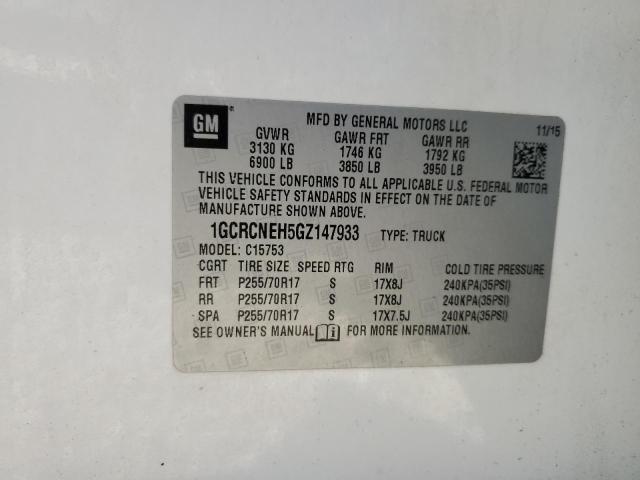 GM
MFD BY GENERAL MOTORS LLC 11/15
GVWR GAWR FRT GAWR RR
3130 KG 1746 KG 1792 KG
6900 LB 3850 LB 3950 LB
THIS VEHICLE CONFORMS TO ALL APPLICABLE U.S. FEDERAL MOTOR
VEHICLE SAFETY STANDARDS IN EFFECT ON THE DATE OF
MANUFACTURE SHOWN ABOVE.
1GCRCNEH5GZ147933 TYPE: TRUCK
MODEL: C15753
CGRT TIRE SIZE SPEED RTG RIM COLD TIRE PRESSURE
FRT P255/70R17 S 17X8J 240KPA(35PSI)
RR P255/70R17 S 17X8J 240KPA(35PSI)
SPA P255/70R17 S 17X7.5J 240KPA(35PSI)
SEE OWNER'S MANUAL FOR MORE INFORMATION.